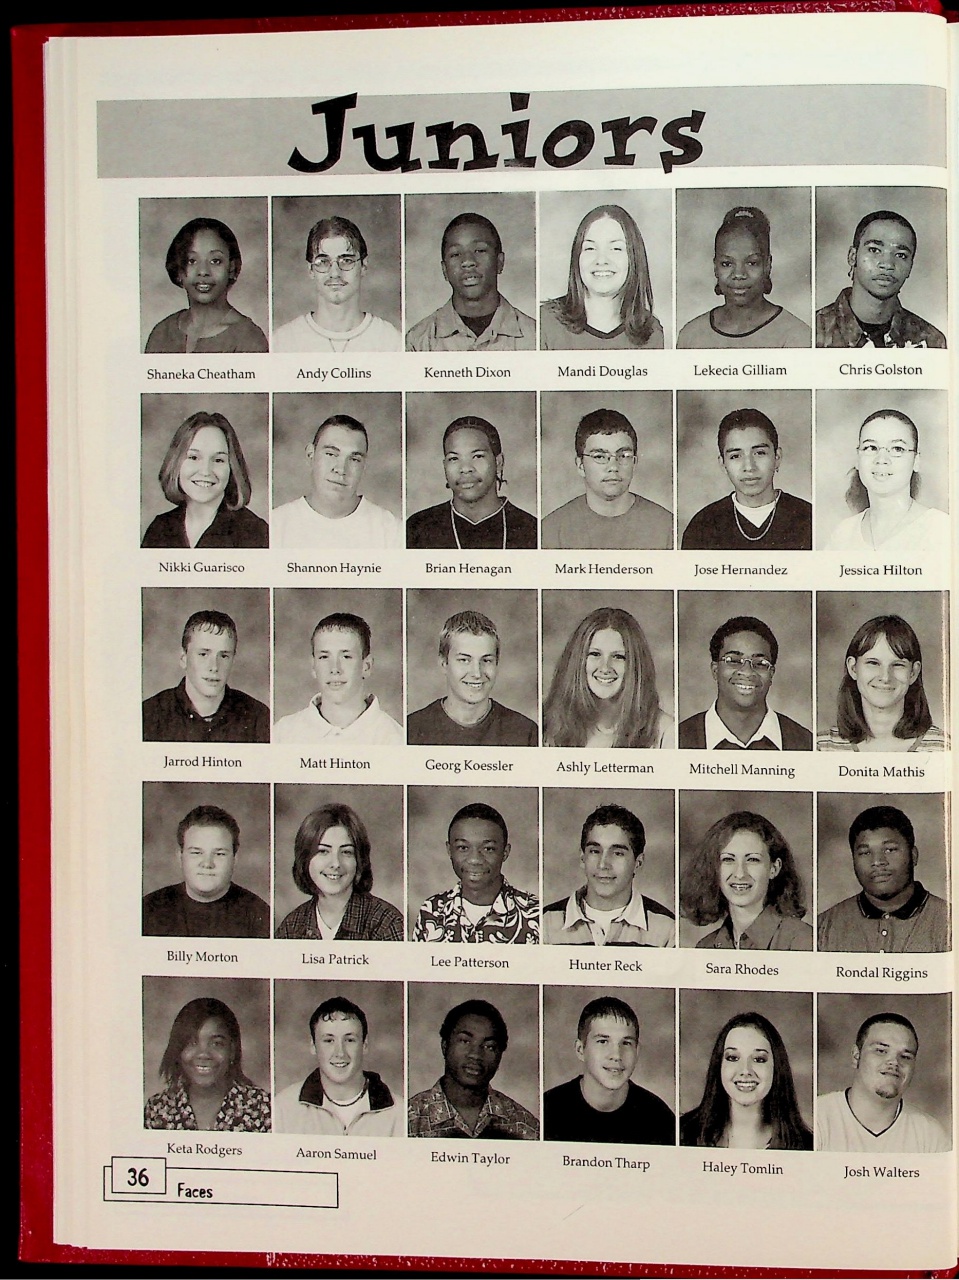 Juniors
Shaneka Cheatham Andy Collins Kenneth Dixon Mandi Douglas Lekecia Gilliam Chris Golston
Nikki Guarisco Shannon Haynie Brian Henagan Mark Henderson Jose Hernandez Jessica Hilton
Jarrod Hinton Matt Hinton Georg Koessler Ashly Letterman Mitchell Manning Donita Mathis
Billy Morton Lisa Patrick Lee Patterson Hunter Reck Sara Rhodes Rondal Riggins
Keta Rodgers Aaron Samuel Edwin Taylor Brandon Tharp Haley Tomlin Josh Walters
36 Faces